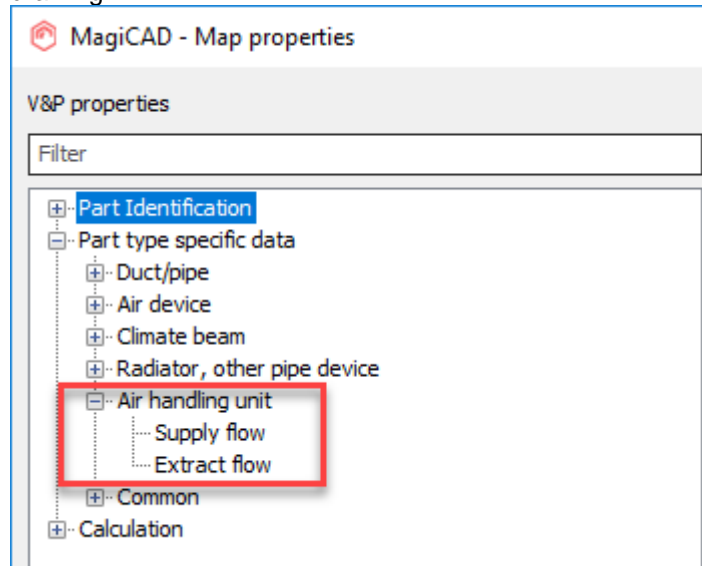 MagiCAD - Map properties
V&P properties
Filter
Part Identification
Part type specific data
Duct/pipe
Air device
Climate beam
Radiator, other pipe device
Air handling unit
Supply flow
Extract flow
Common
Calculation